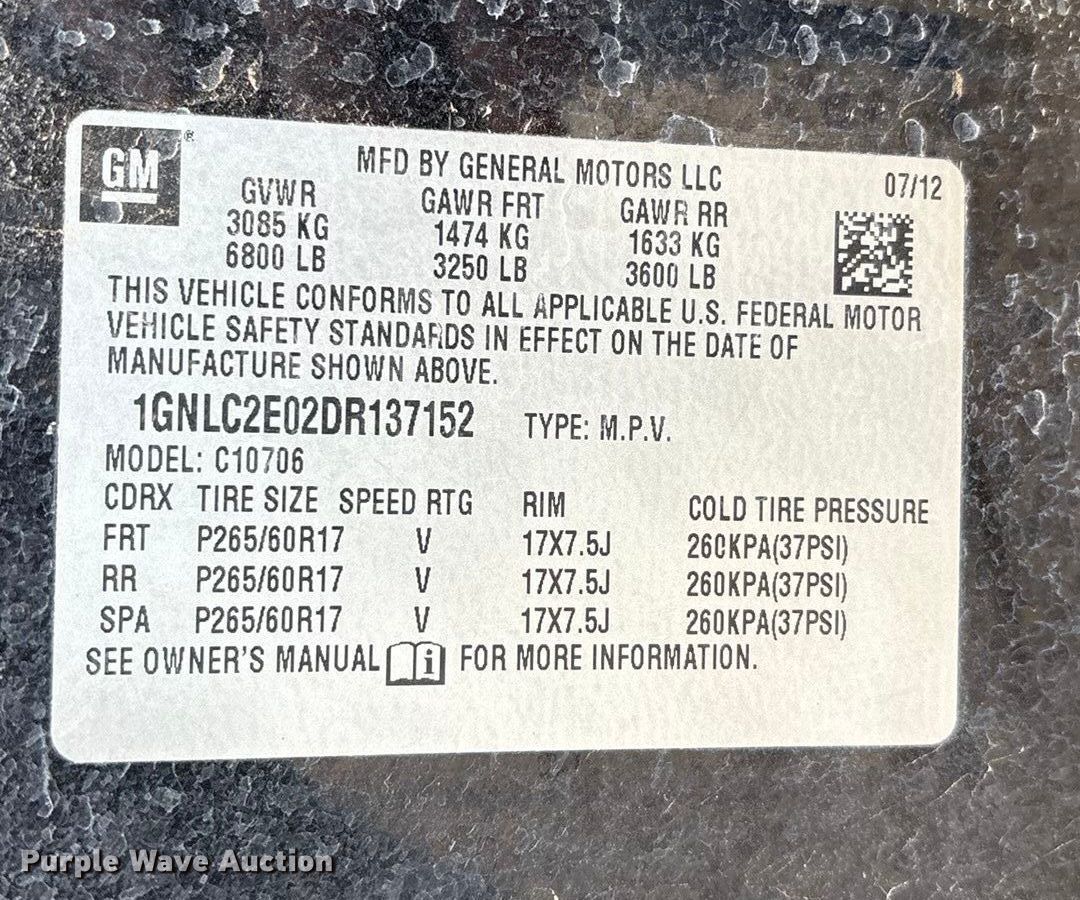 GM ®
MFD BY GENERAL MOTORS LLC 07/12
GVWR GAWR FRT GAWR RR
3085 KG 1474 KG 1633 KG
6800 LB 3250 LB 3600 LB
THIS VEHICLE CONFORMS TO ALL APPLICABLE U.S. FEDERAL MOTOR
VEHICLE SAFETY STANDARDS IN EFFECT ON THE DATE OF
MANUFACTURE SHOWN ABOVE.
1GNLC2E02DR137152 TYPE: M.P.V.
MODEL: C10706
CDRX TIRE SIZE SPEED RTG RIM COLD TIRE PRESSURE
FRT P265/60R17 V 17X7.5J 260KPA(37PSI)
RR P265/60R17 V 17X7.5J 260KPA(37PSI)
SPA P265/60R17 V 17X7.5J 260KPA(37PSI)
SEE OWNER'S MANUAL i FOR MORE INFORMATION.
Purple Wave Auction